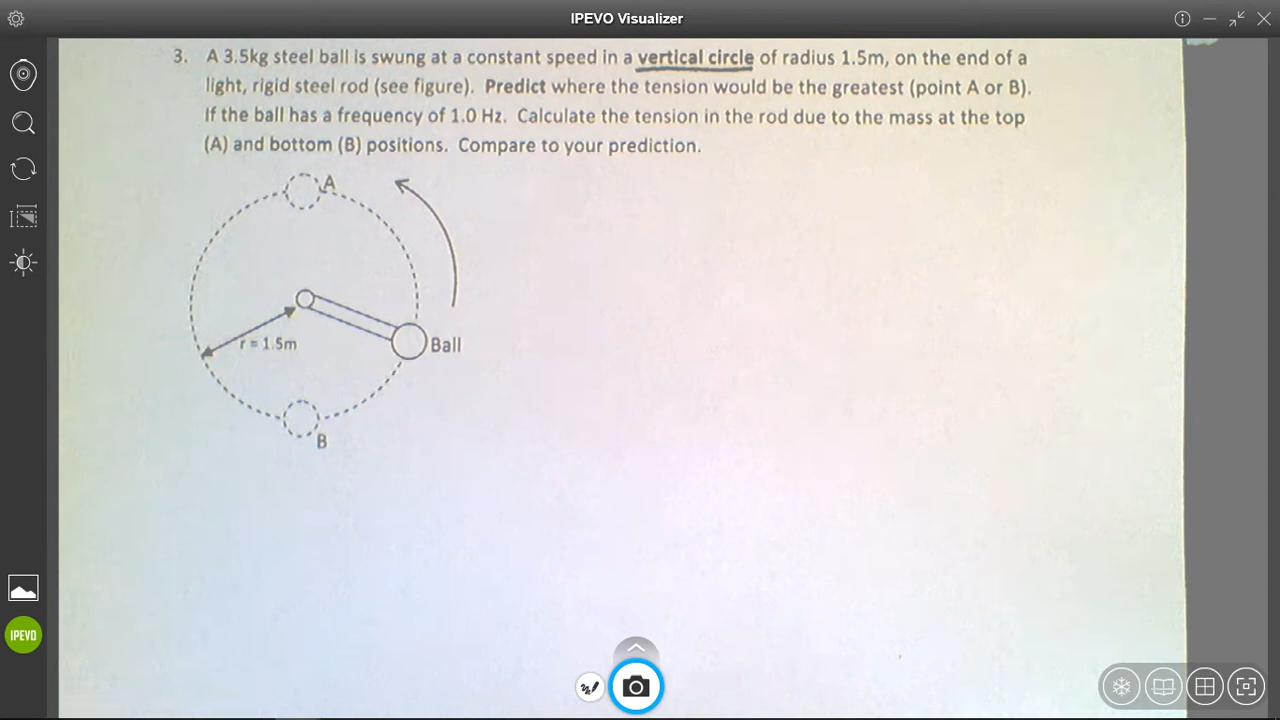 IPEVO Visualizer
3. A 3.5kg steel ball is swung at a constant speed in a vertical circle of radius 1.5m, on the end of a
light, rigid steel rod (see figure). Predict where the tension would be the greatest (point A or B).
If the ball has a frequency of 1.0 Hz. Calculate the tension in the rod due to the mass at the top
(A) and bottom (B) positions. Compare to your prediction.
A
r = 1.5m
Ball
B
IPEVO